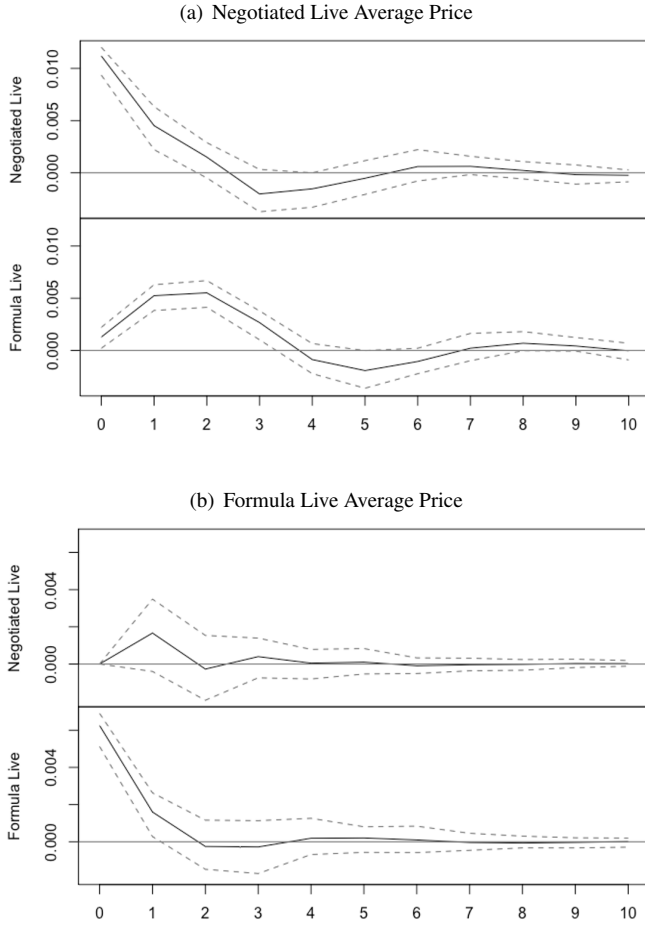 (a) Negotiated Live Average Price
Negotiated Live
0.010
0.005
0.000
Formula Live
0.010
0.005
0.000
0 1 2 3 4 5 6 7 8 9 10
(b) Formula Live Average Price
Negotiated Live
0.004
0.000
Formula Live
0.004
0.000
0 1 2 3 4 5 6 7 8 9 10